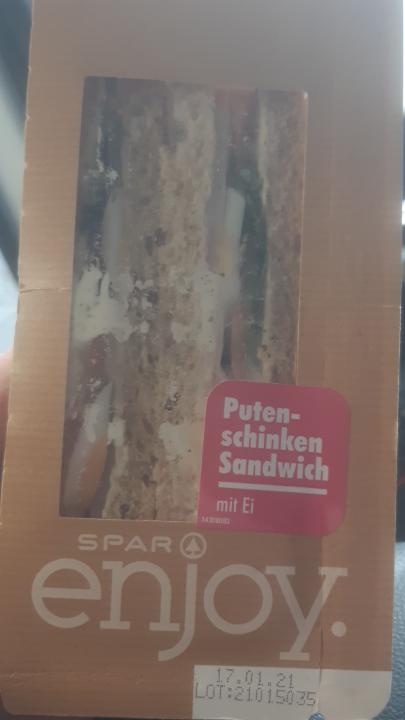 Puten-
schinken
Sandwich
mit Ei
SPAR
enjoy.
17.01.21
LOT:21015035